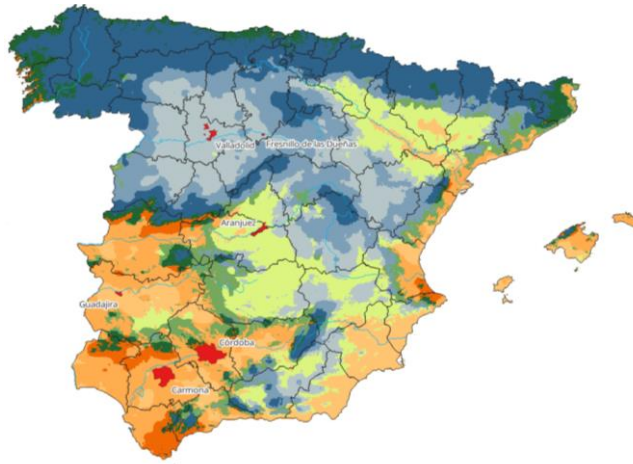 Valladolid
Fresnillo de las Dueñas
Aranjuez
Guadajira
Córdoba
Carmona